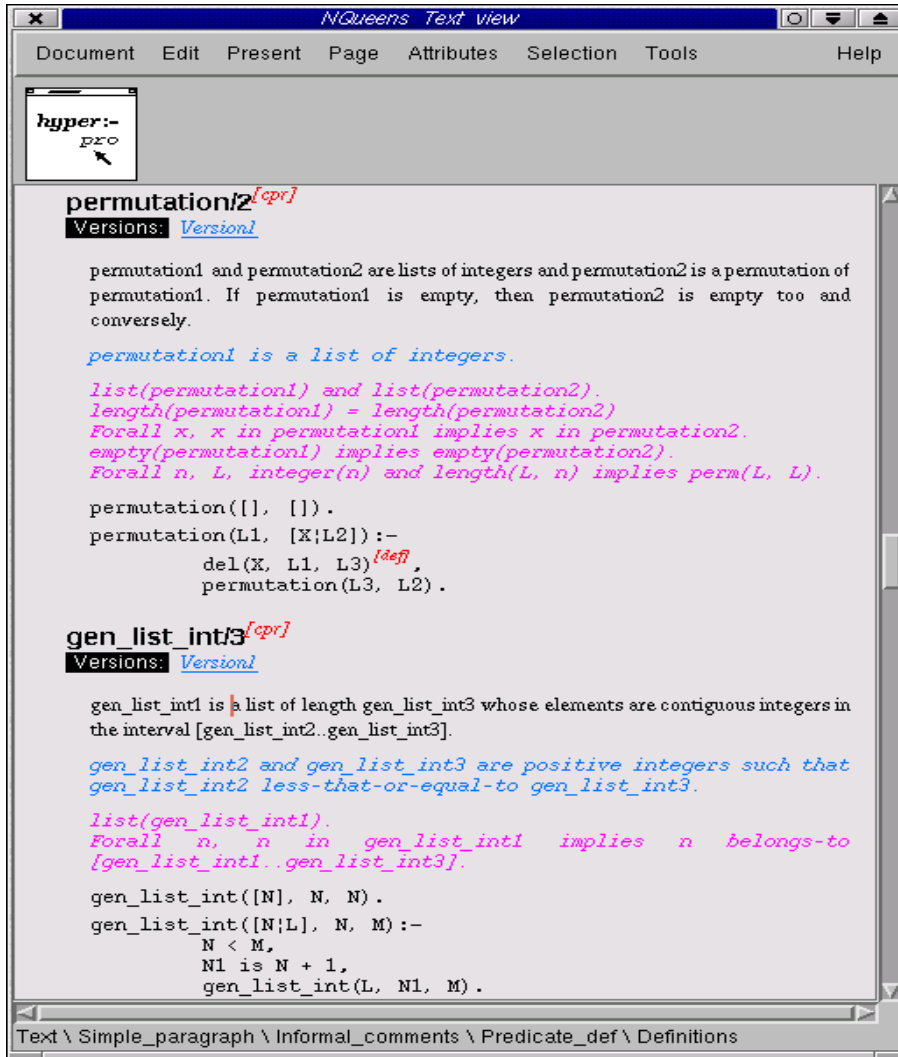 NQueens Text view
Document Edit Present Page Attributes Selection Tools Help
hyper:-
pro
permutation/2[cpr]
Versions: Version1
permutation1 and permutation2 are lists of integers and permutation2 is a permutation of
permutation1. If permutation1 is empty, then permutation2 is empty too and
conversely.
permutation1 is a list of integers.
list(permutation1) and list(permutation2).
length(permutation1) = length(permutation2)
Forall x, x in permutation1 implies x in permutation2.
empty(permutation1) implies empty(permutation2).
Forall n, L, integer(n) and length(L, n) implies perm(L, L).
permutation([], []).
permutation(L1, [X¦L2]):-
del(X, L1, L3)[def],
permutation(L3, L2).
gen_list_int/3[cpr]
Versions: Version1
gen_list_int1 is a list of length gen_list_int3 whose elements are contiguous integers in
the interval [gen_list_int2..gen_list_int3].
gen_list_int2 and gen_list_int3 are positive integers such that
gen_list_int2 less-that-or-equal-to gen_list_int3.
list(gen_list_int1).
Forall n, n in gen_list_int1 implies n belongs-to
[gen_list_int1..gen_list_int3].
gen_list_int([N], N, N).
gen_list_int([N¦L], N, M):-
N < M,
N1 is N + 1,
gen_list_int(L, N1, M).
Text \ Simple_paragraph \ Informal_comments \ Predicate_def \ Definitions